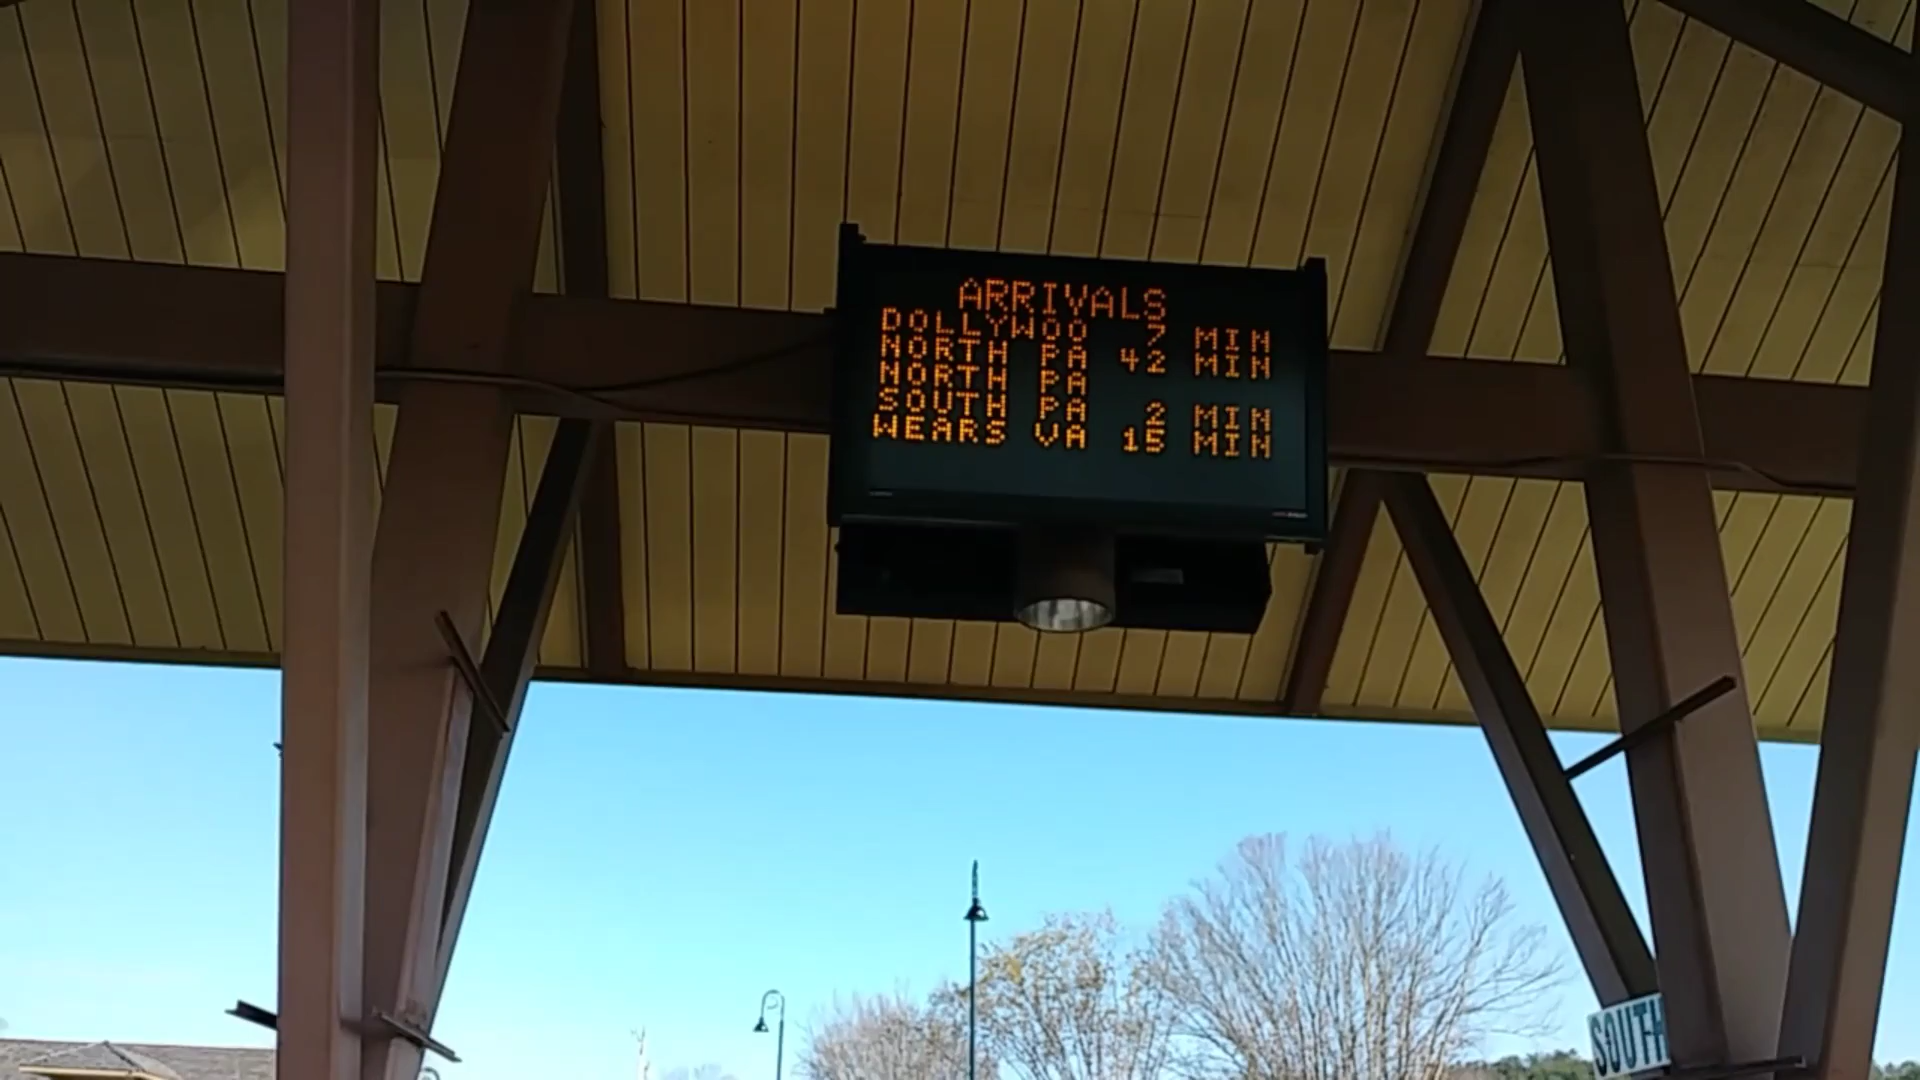 ARRIVALS
DOLLYWOO 7 MIN
NORTH PA 42 MIN
NORTH PA
SOUTH PA 2 MIN
WEARS VA 15 MIN
SOUTH